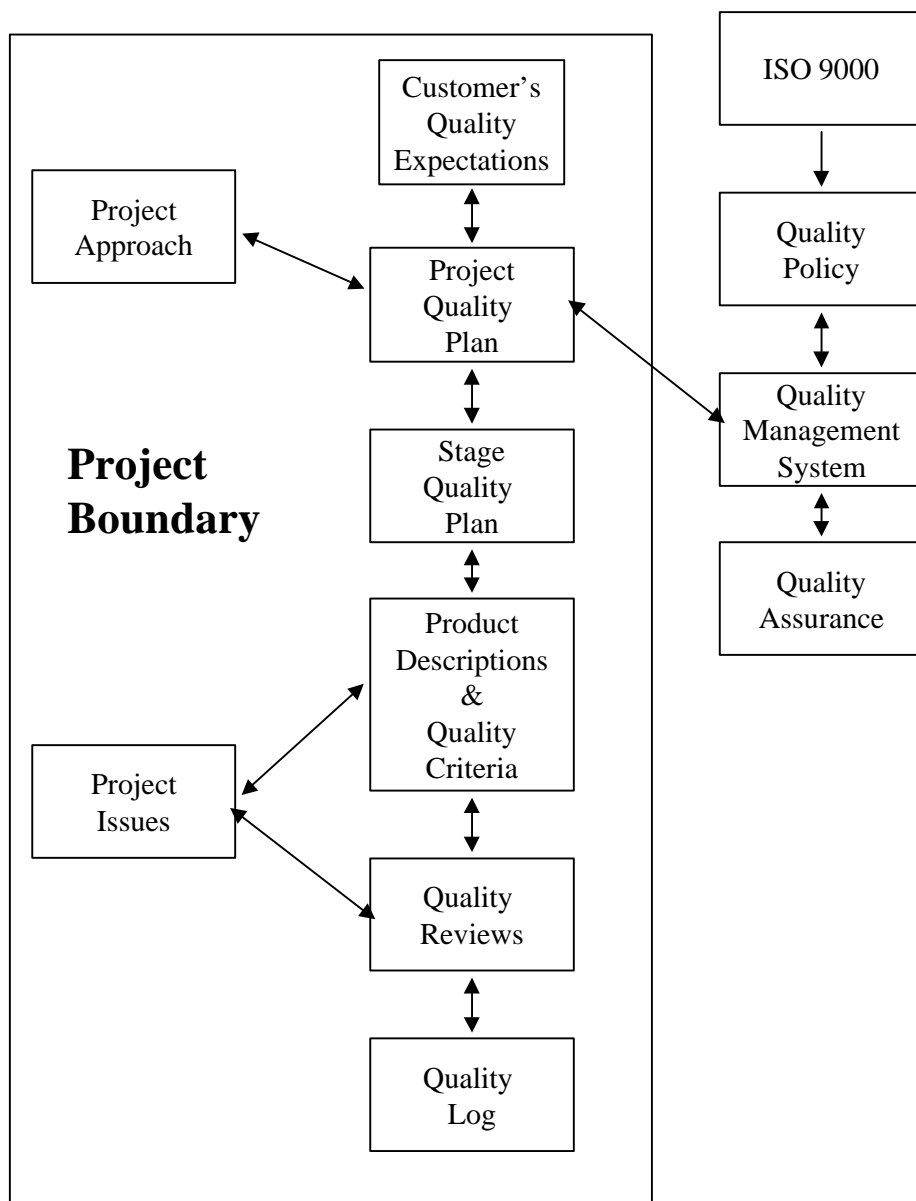 ISO 9000
Customer’s
Quality
Expectations
Project
Approach
Quality
Policy
Project
Quality
Plan
Quality
Management
System
Stage
Quality
Plan
Project
Boundary
Quality
Assurance
Product
Descriptions
&
Quality
Criteria
Project
Issues
Quality
Reviews
Quality
Log